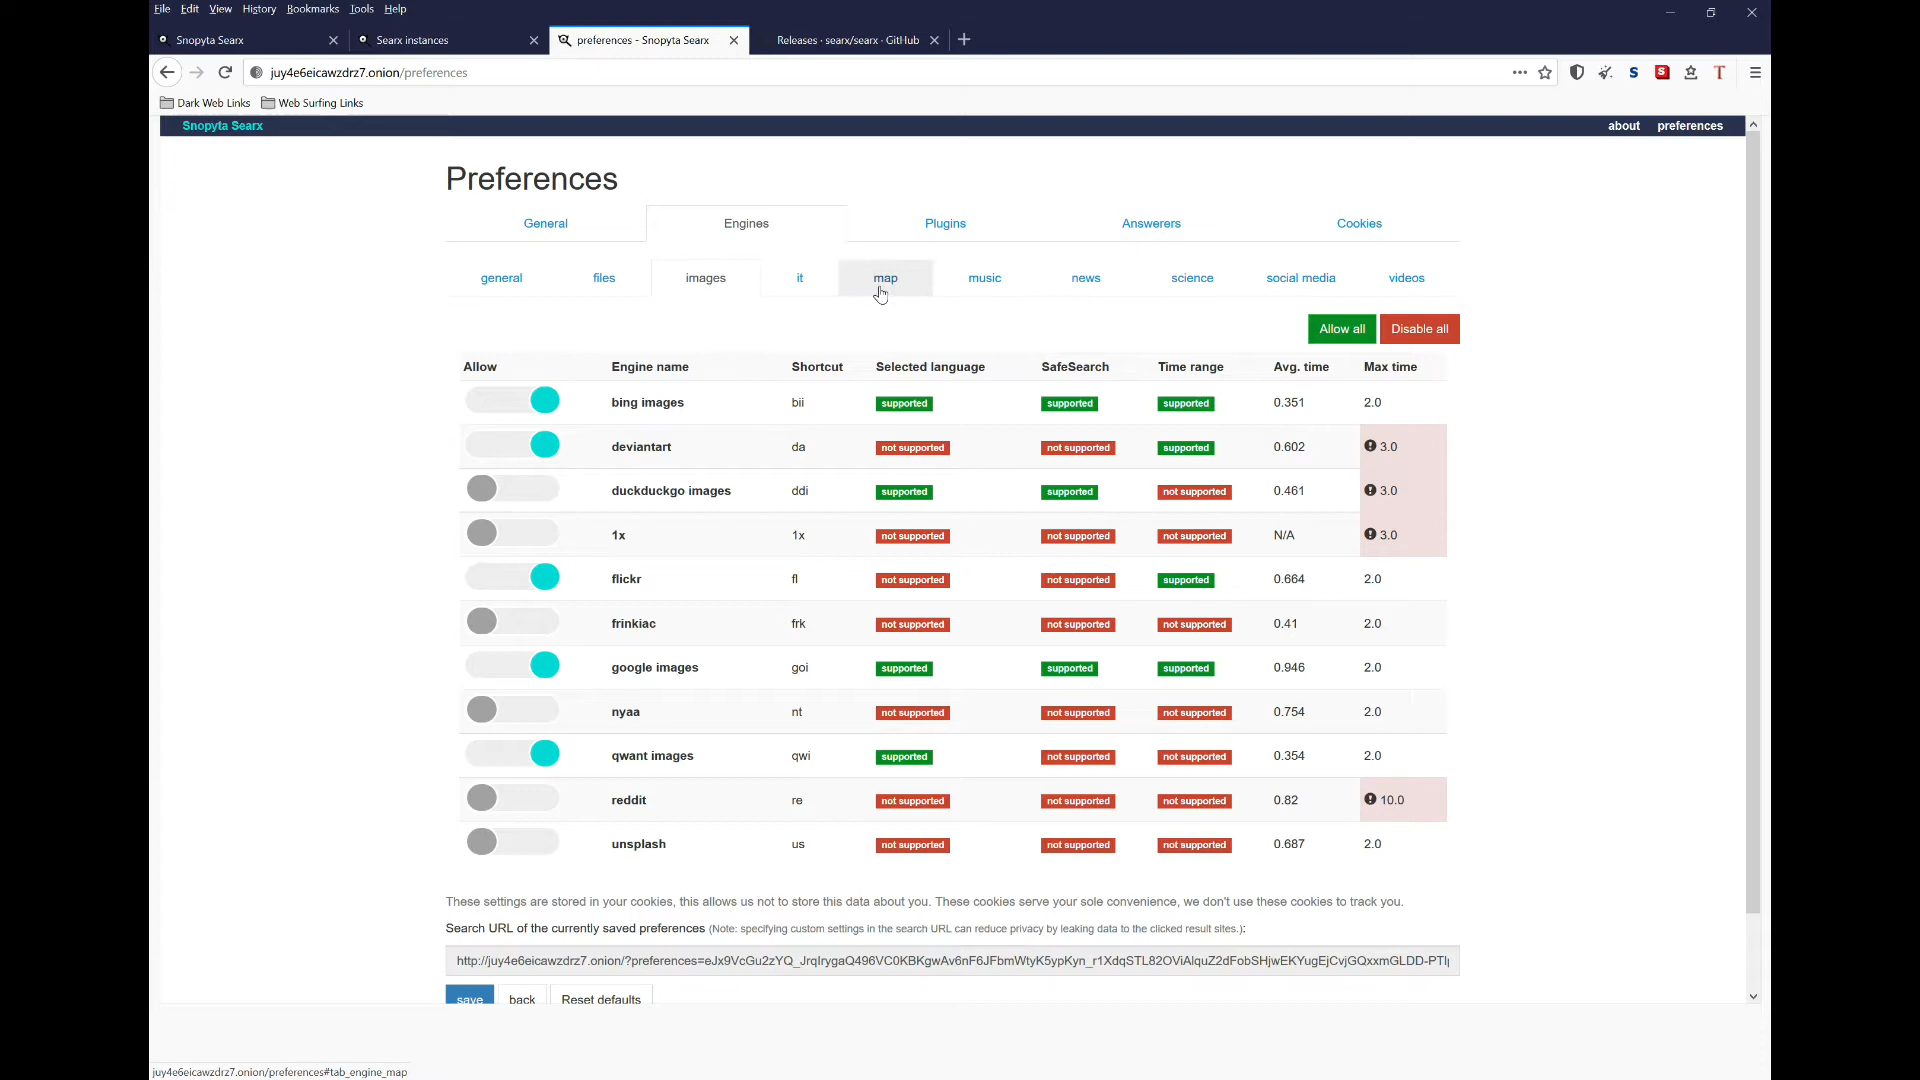 File Edit View History Bookmarks Tools Help
Snopyta Searx
Searx instances
preferences - Snopyta Searx
Releases · searx/searx · GitHub
juy4e6eicawzdrz7.onion/preferences
S S T
Dark Web Links Web Surfing Links
Snopyta Searx about preferences
Preferences
General Engines Plugins Answerers Cookies
general files images it map music news science social media videos
Allow all Disable all
Allow Engine name Shortcut Selected language SafeSearch Time range Avg. time Max time
bing images bii supported supported supported 0.351 2.0
deviantart da not supported not supported supported 0.602 3.0
duckduckgo images ddi supported supported not supported 0.461 3.0
1x 1x not supported not supported not supported N/A 3.0
flickr fl not supported not supported supported 0.664 2.0
frinkiac frk not supported not supported not supported 0.41 2.0
google images goi supported supported supported 0.946 2.0
nyaa nt not supported not supported not supported 0.754 2.0
qwant images qwi supported not supported not supported 0.354 2.0
reddit re not supported not supported not supported 0.82 10.0
unsplash us not supported not supported not supported 0.687 2.0
These settings are stored in your cookies, this allows us not to store this data about you. These cookies serve your sole convenience, we don't use these cookies to track you.
Search URL of the currently saved preferences (Note: specifying custom settings in the search URL can reduce privacy by leaking data to the clicked result sites.):
save back Reset defaults
juy4e6eicawzdrz7.onion/preferences#tab_engine_map